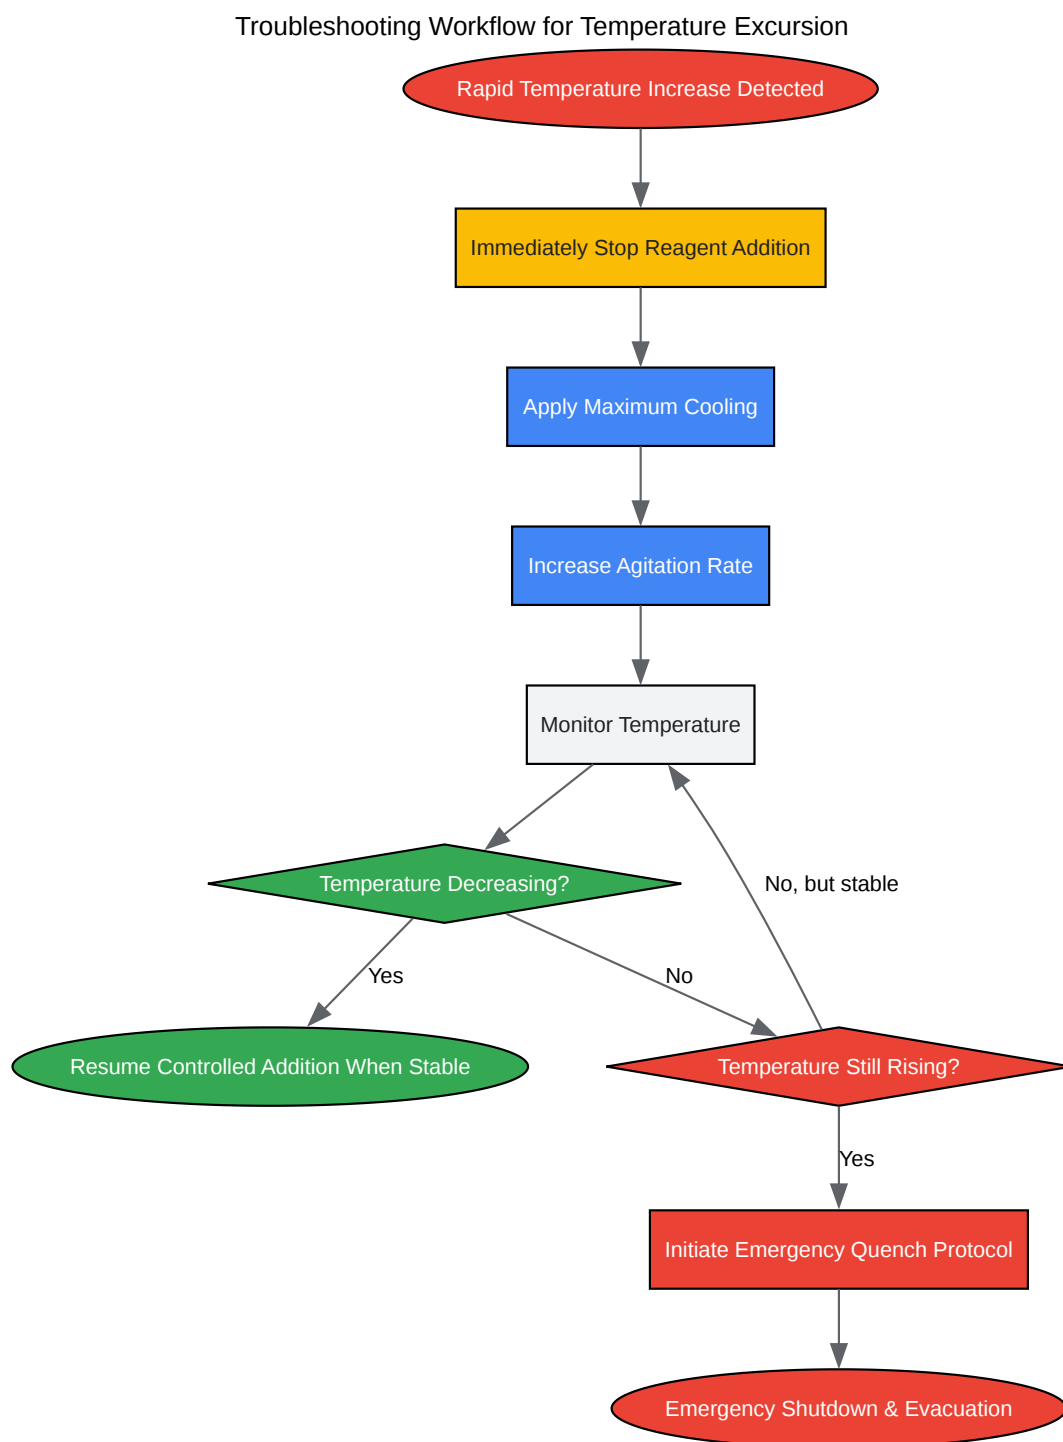 Troubleshooting Workflow for Temperature Excursion
Rapid Temperature Increase Detected
Immediately Stop Reagent Addition
Apply Maximum Cooling
Increase Agitation Rate
Monitor Temperature
Temperature Decreasing?
No, but stable
Yes
No
Resume Controlled Addition When Stable
Temperature Still Rising?
Yes
Initiate Emergency Quench Protocol
Emergency Shutdown & Evacuation